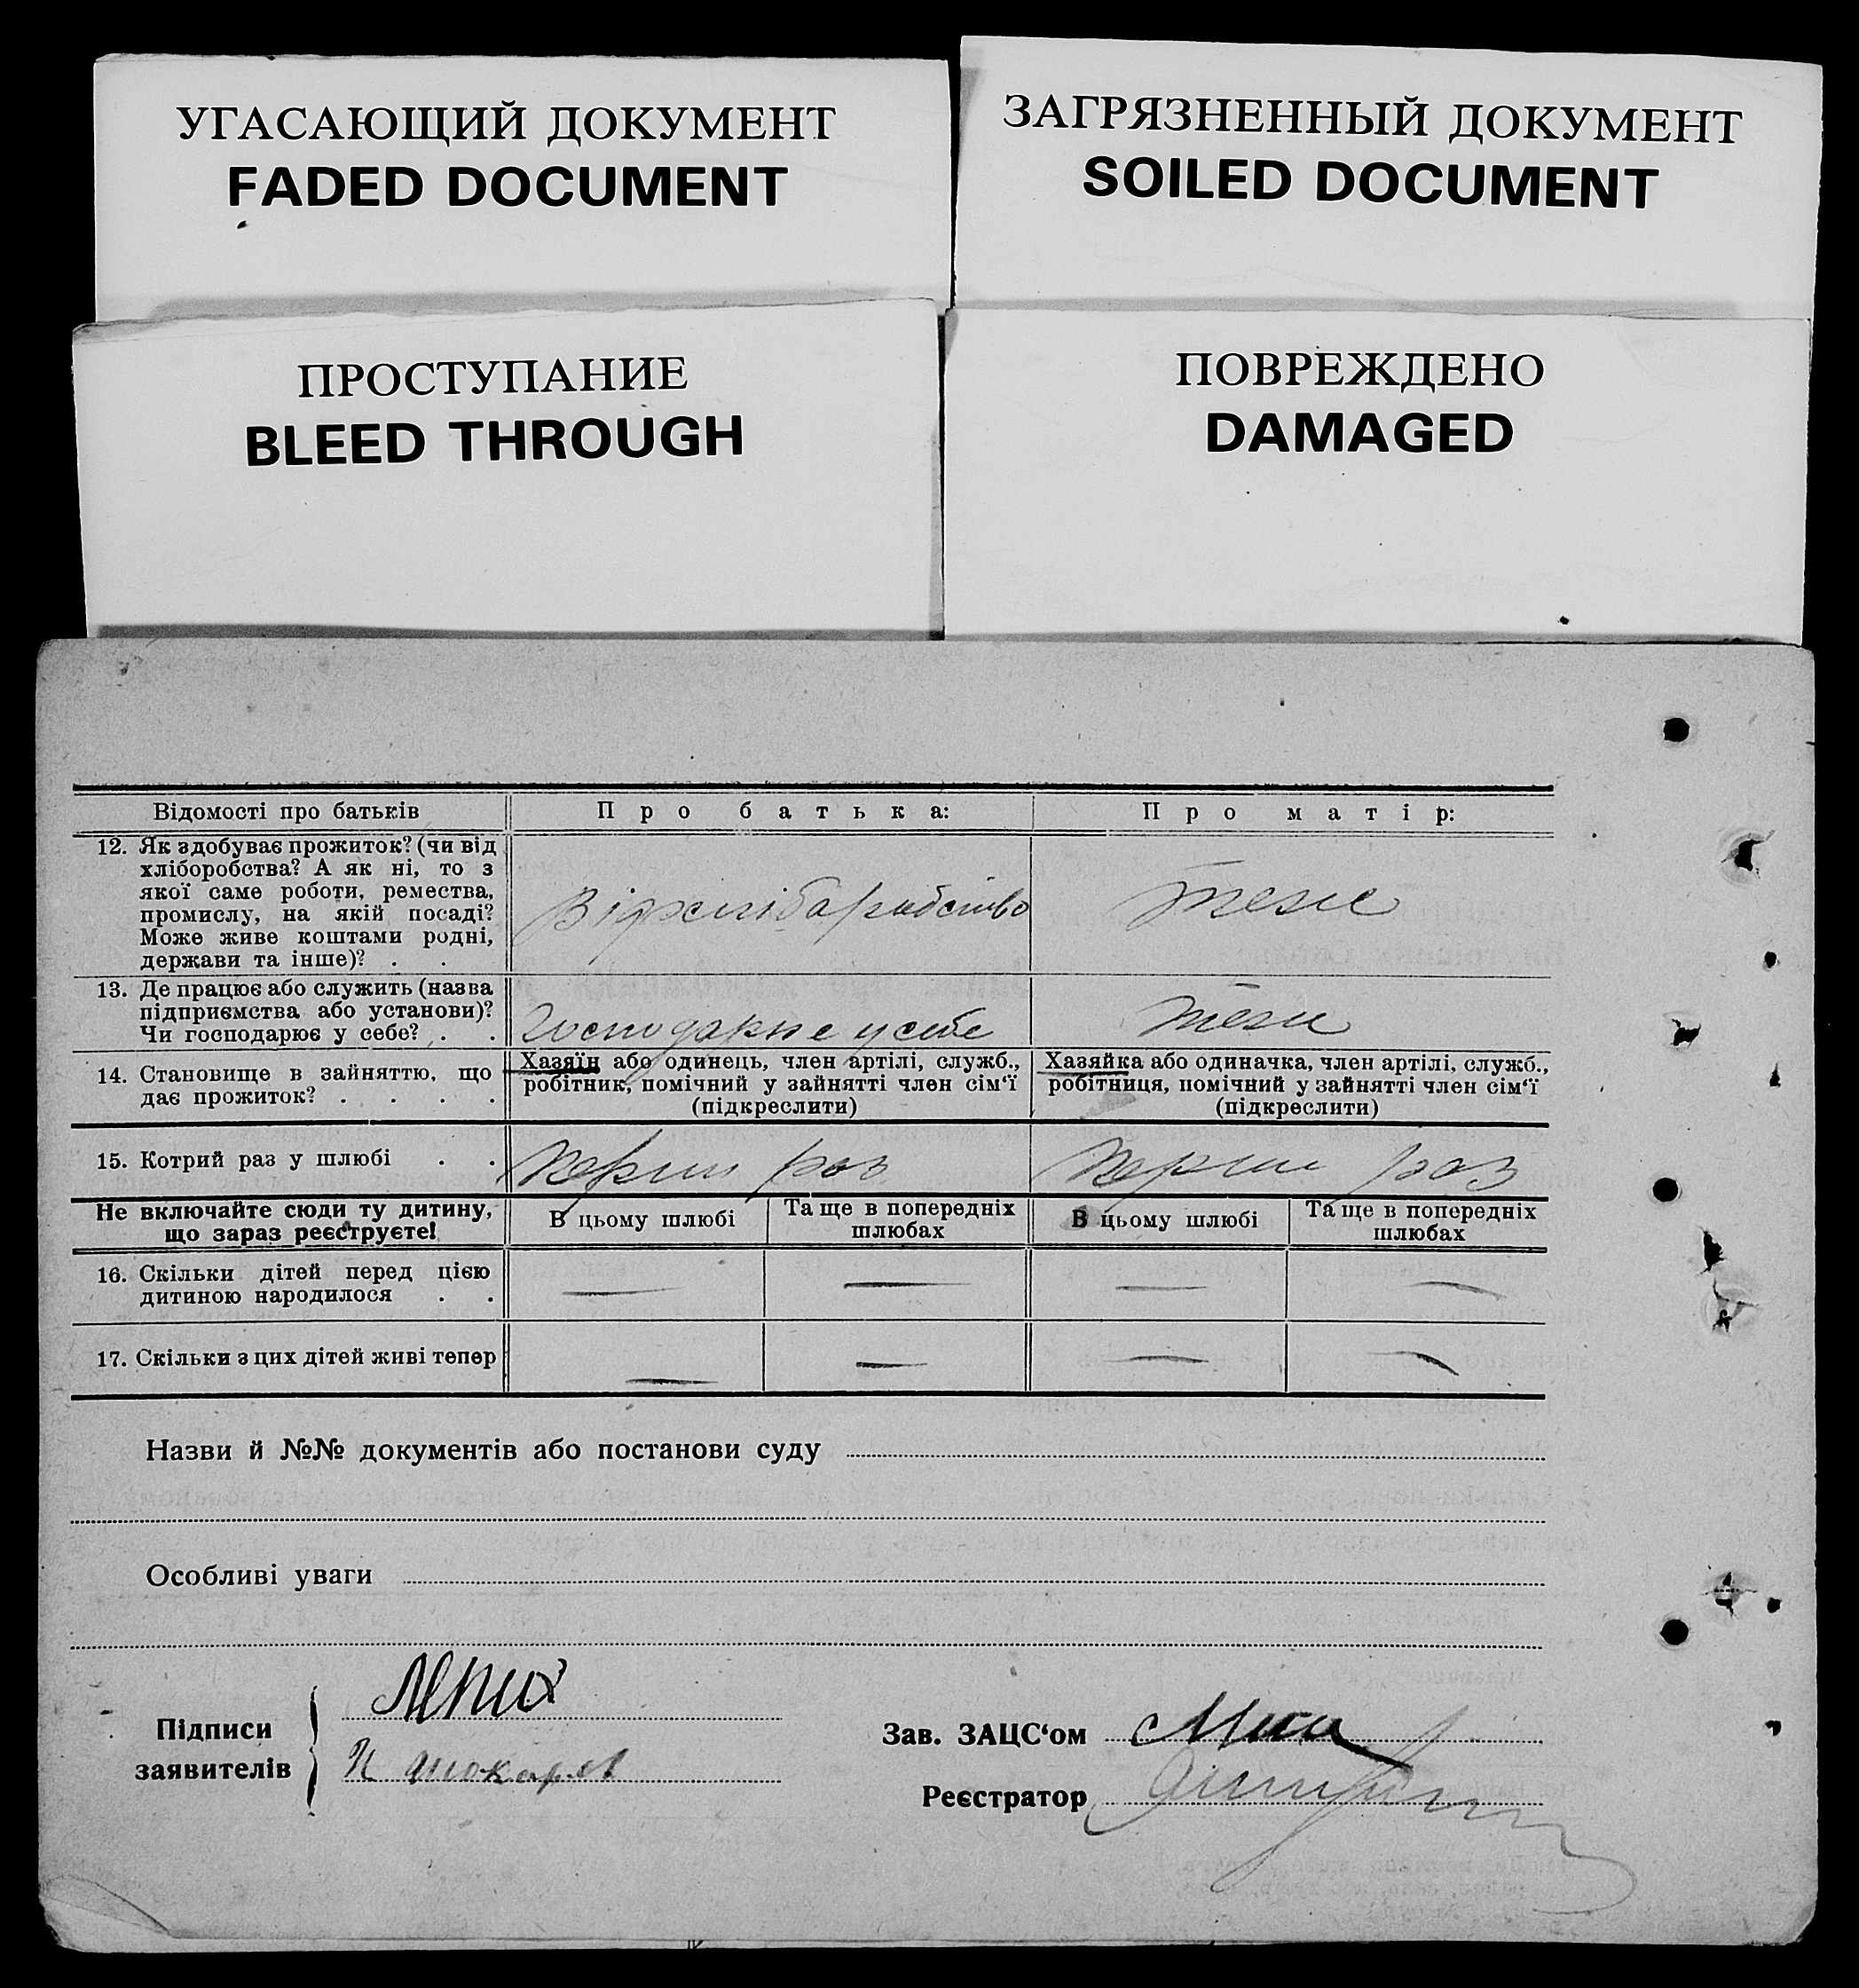 УГАСАЮЩИЙ ДОКУМЕНТ
FADED DOCUMENT
ЗАГРЯЗНЕННЫЙ ДОКУМЕНТ
SOILED DOCUMENT
ПРОСТУПАНИЕ
BLEED THROUGH
ПОВРЕЖДЕНО
DAMAGED
Відомості про батьків
Про батька:
Про матір:
12. Як здобуває прожиток? (чи від
хліборобства? А як ні, то з
якої саме роботи, ремества,
промислу, на якій посаді?
Може живе коштами родні,
держави та інше)? . .
теж
13. Де працює або служить (назва
підприємства або установи)?
Чи господарює у себе? . .
у себе
теж
14. Становище в зайняттю, що
дає прожиток? . . . .
Хазяїн або одинець, член артілі, служб.,
робітник, помічний у зайнятті член сім‘ї
(підкреслити)
Хазяйка або одиначка, член артілі, служб.,
робітниця, помічний у зайнятті член сім‘ї
(підкреслити)
15. Котрий раз у шлюбі . .
перши раз
перши раз
Не включайте сюди ту дитину,
що зараз реєструєте!
В цьому шлюбі
Та ще в попередніх
шлюбах
В цьому шлюбі
Та ще в попередніх
шлюбах
16. Скільки дітей перед цією
дитиною народилося . .
—
—
—
—
17. Скільки з цих дітей живі тепер
—
—
—
—
Назви й №№ документів або постанови суду
Особливі уваги
Підписи
заявителів
Зав. ЗАЦС‘ом
Реєстратор